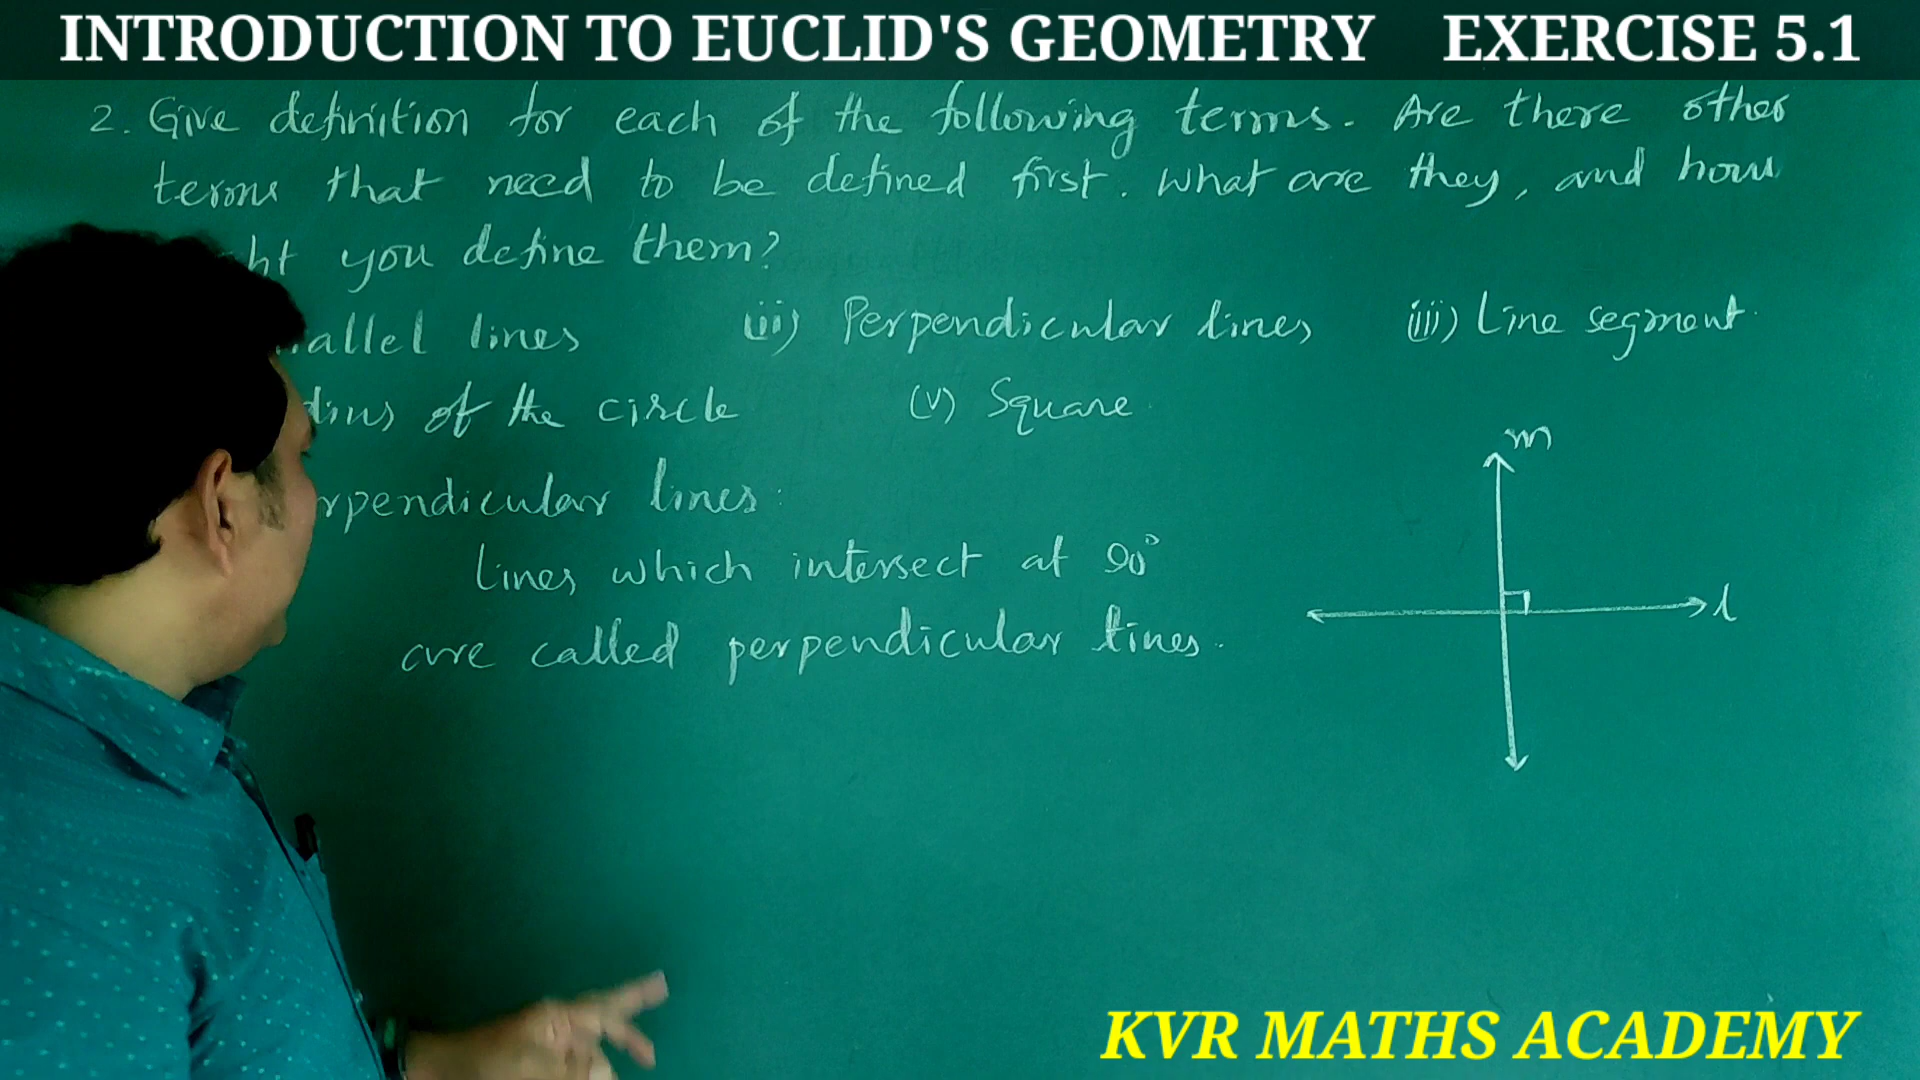 INTRODUCTION TO EUCLID'S GEOMETRY EXERCISE 5.1
2. Give definition for each of the following terms. Are there other
terms that need to be defined first. What are they, and how
you define them?
lines (ii) Perpendicular lines (iii) Line segment.
of the circle (v) Square
lines:
Lines which intersect at 90°
are called perpendicular lines.
m
l
KVR MATHS ACADEMY